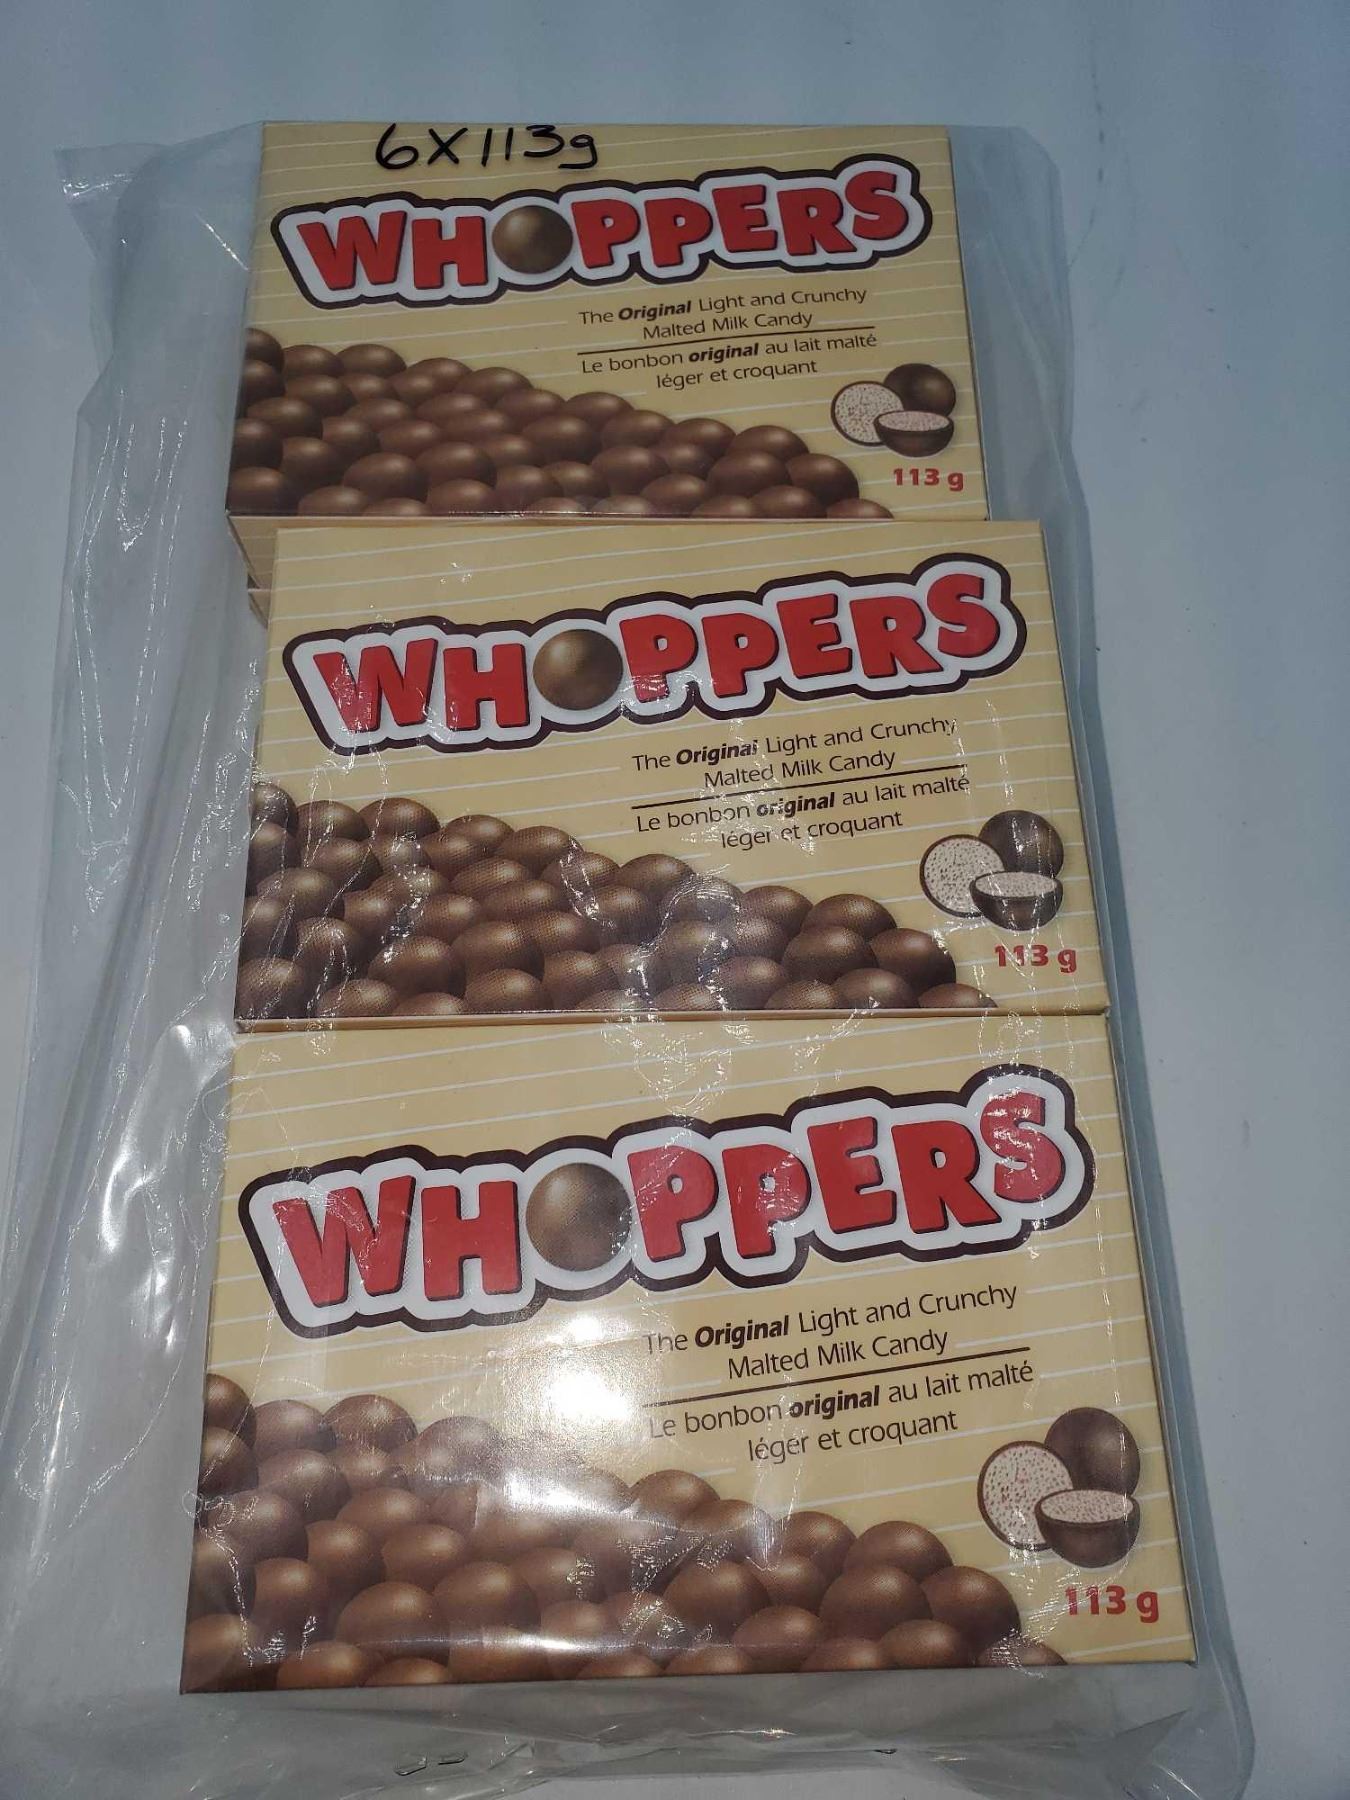 6X113g
WHOPPERS
The Original Light and Crunchy
Malted Milk Candy
Le bonbon original au lait malté
léger et croquant
113 g
WHOPPERS
The Original Light and Crunchy
Malted Milk Candy
Le bonbon original au lait malté
léger et croquant
113 g
WHOPPERS
The Original Light and Crunchy
Malted Milk Candy
Le bonbon original au lait malté
léger et croquant
113 g